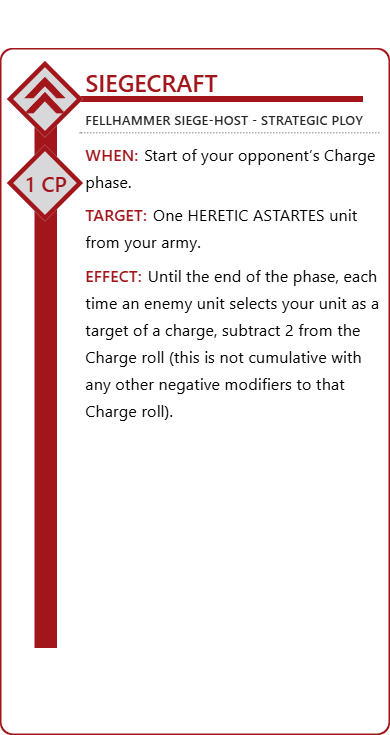 SIEGECRAFT
FELLHAMMER SIEGE-HOST - STRATEGIC PLOY
1 CP
WHEN: Start of your opponent’s Charge
phase.
TARGET: One HERETIC ASTARTES unit
from your army.
EFFECT: Until the end of the phase, each
time an enemy unit selects your unit as a
target of a charge, subtract 2 from the
Charge roll (this is not cumulative with
any other negative modifiers to that
Charge roll).